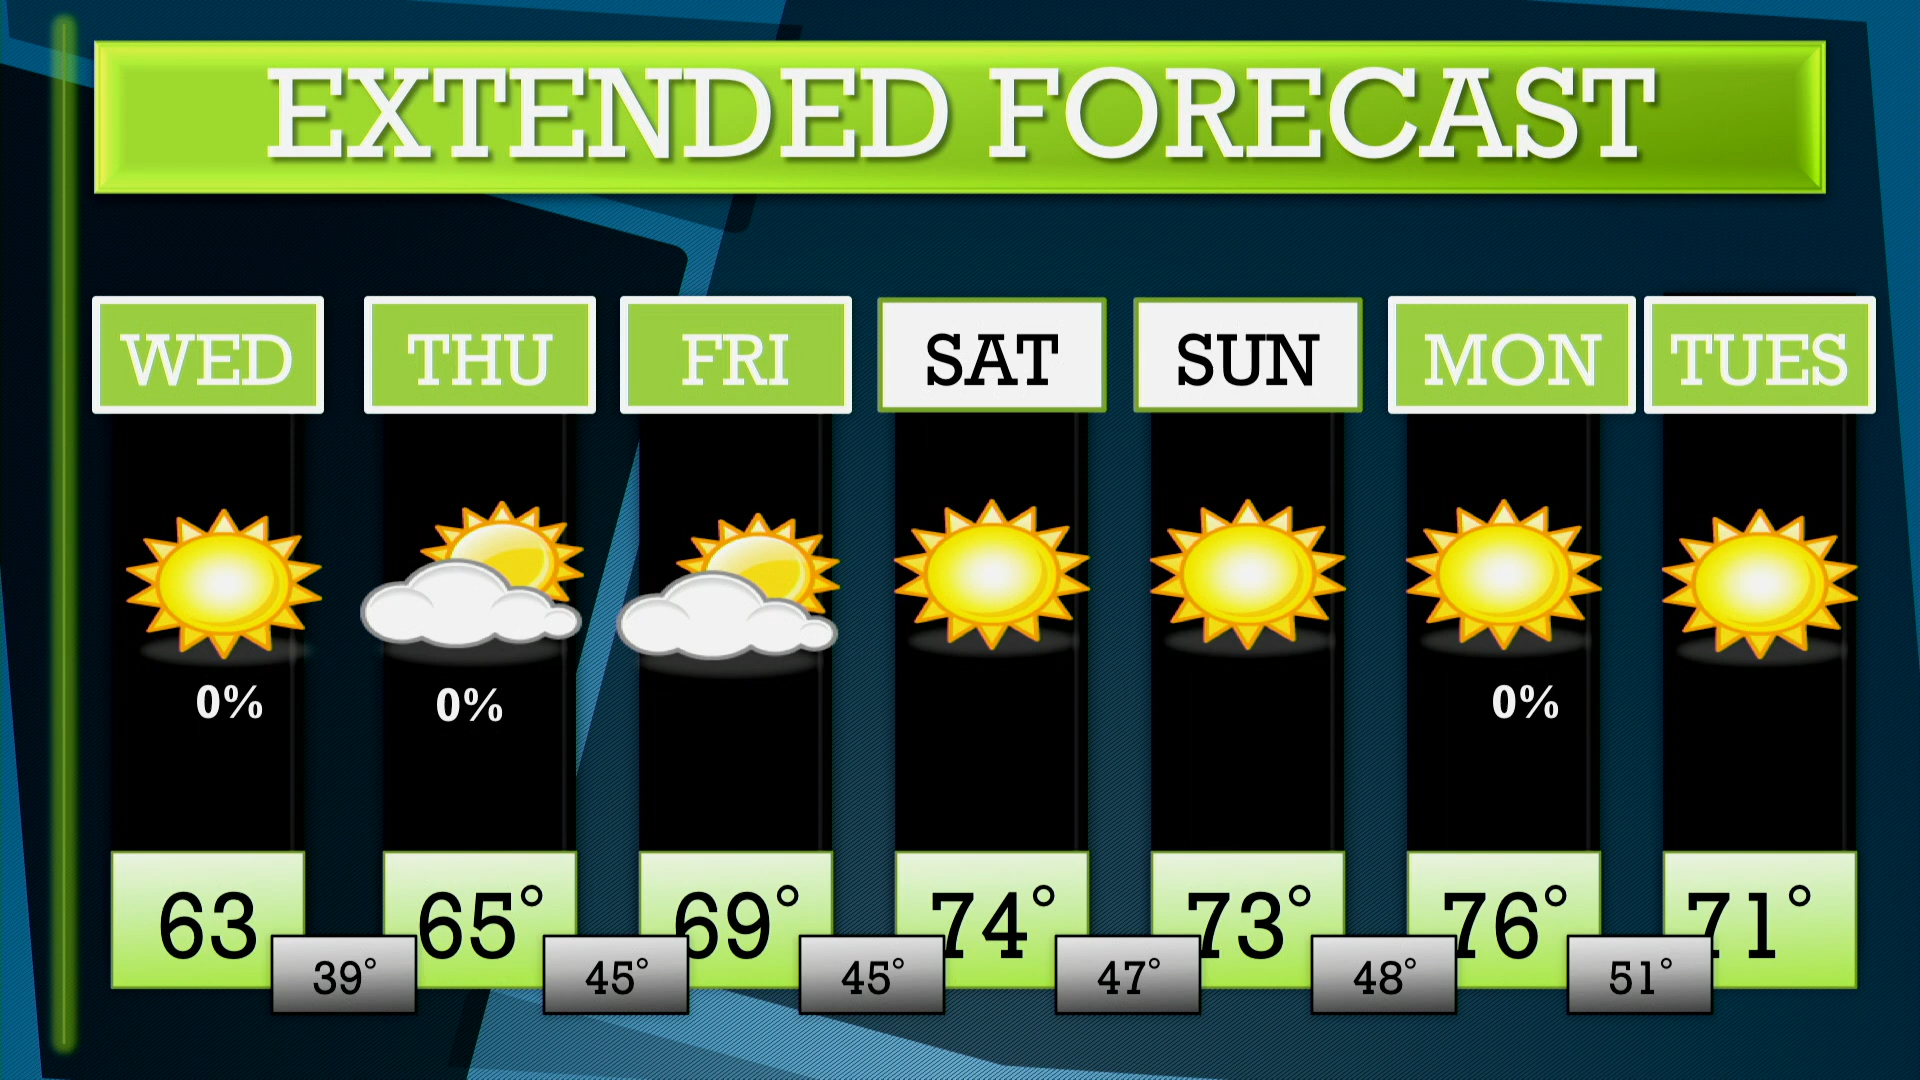 EXTENDED FORECAST
WED THU FRI SAT SUN MON TUES
0% 0% 0%
63 65° 69° 74° 73° 76° 71°
39° 45° 45° 47° 48° 51°